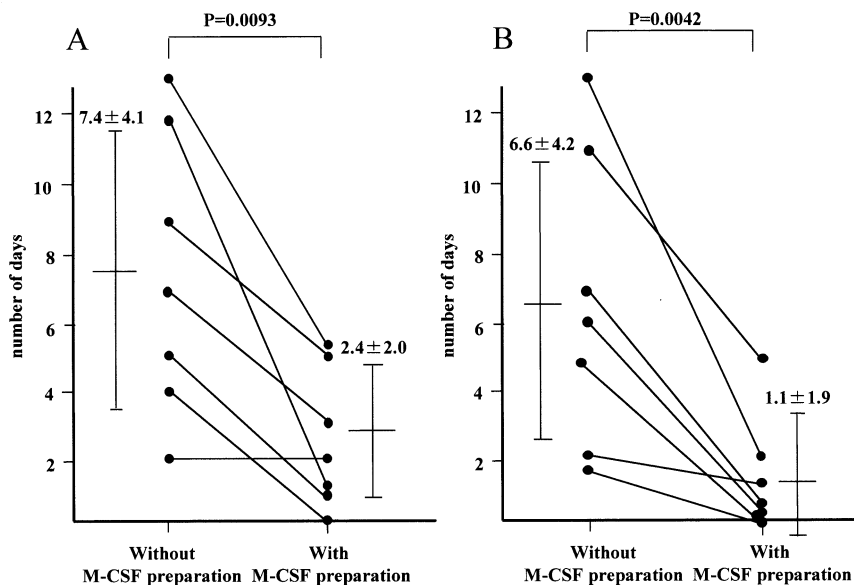 A
P=0.0093
12
10
8
6
4
2
number of days
7.4±4.1
2.4±2.0
Without
M-CSF preparation
With
M-CSF preparation
B
P=0.0042
12
10
8
6
4
2
number of days
6.6±4.2
1.1±1.9
Without
M-CSF preparation
With
M-CSF preparation